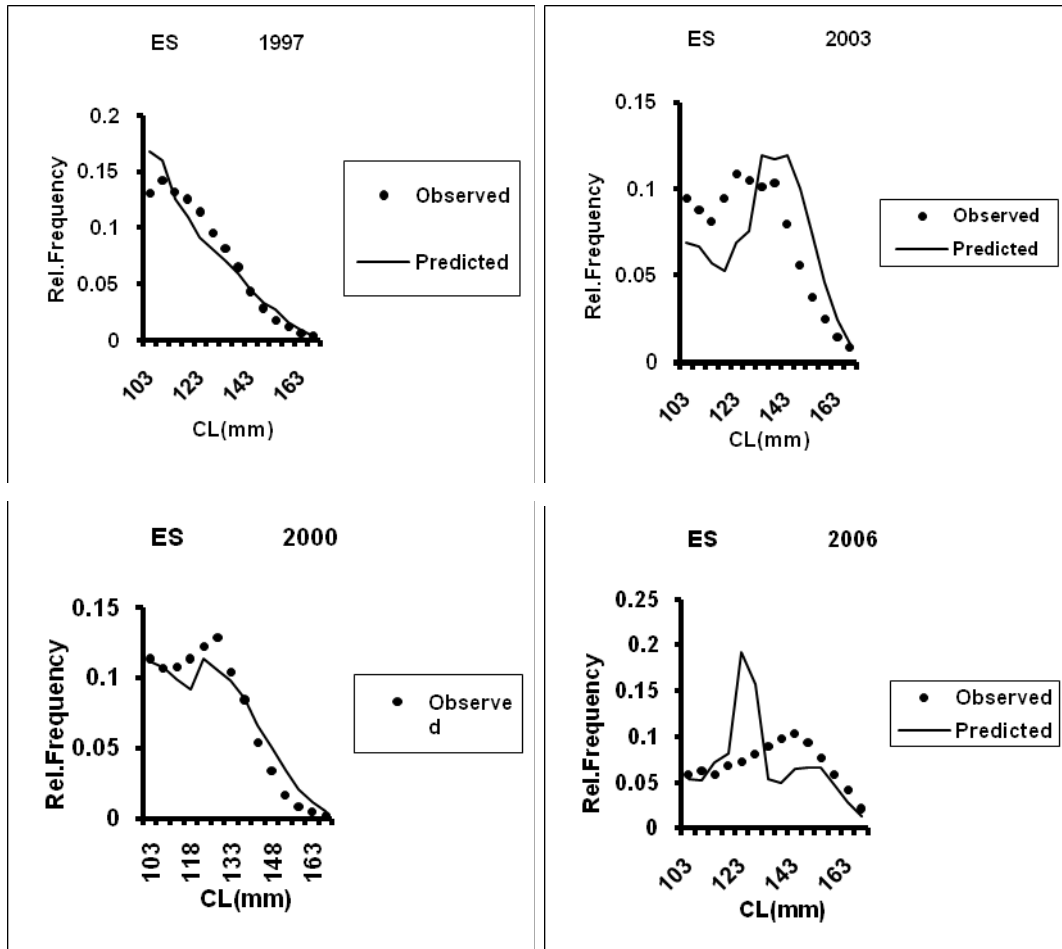 ES 1997
0.2
0.15
0.1
0.05
0
Rel.Frequency
103
123
143
163
CL(mm)
Observed
Predicted
ES 2003
0.15
0.1
0.05
0
Rel.Frequency
103
123
143
163
CL(mm)
Observed
Predicted
ES 2000
0.15
0.1
0.05
0
Rel.Frequency
103
118
133
148
163
CL(mm)
Observe
d
ES 2006
0.25
0.2
0.15
0.1
0.05
0
Rel.Frequency
103
123
143
163
CL(mm)
Observed
Predicted